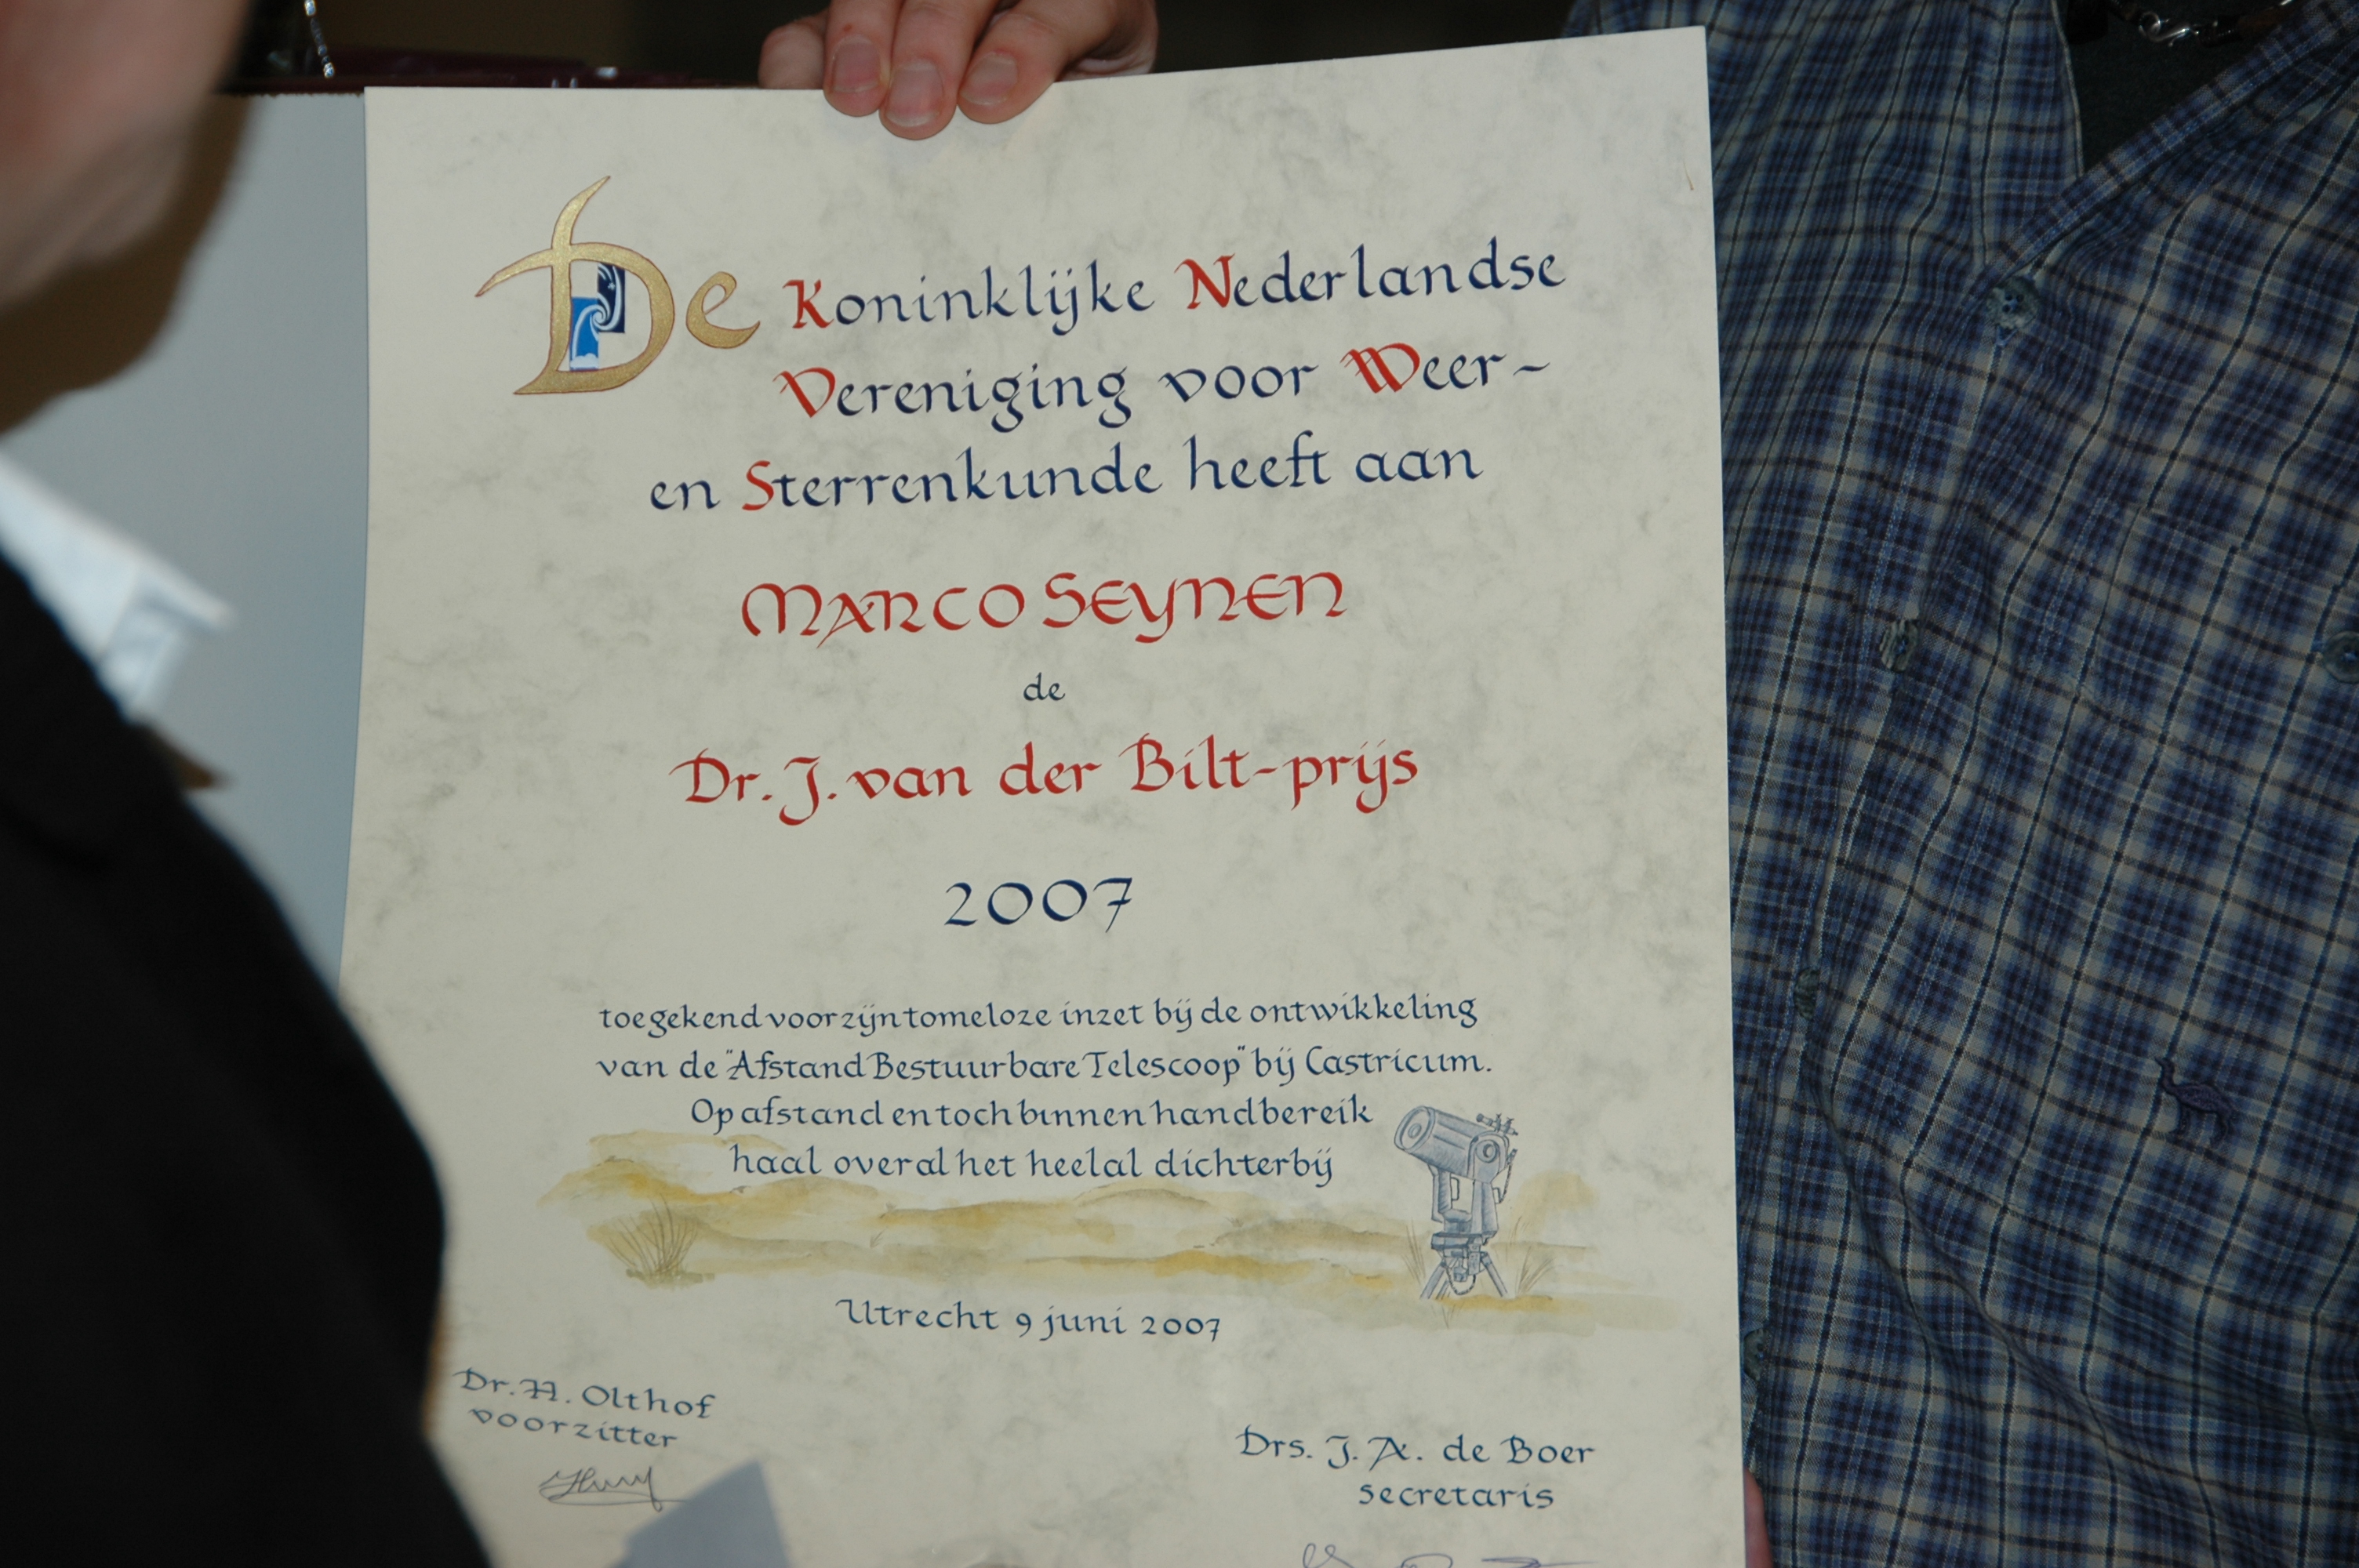 De Koninklijke Nederlandse
Vereniging voor Weer-
en Sterrenkunde heeft aan
MARCO SEYNEN
de
Dr. J. van der Bilt-prijs
2007
toegekend voor zijn tomeloze inzet bij de ontwikkeling
van de "Afstand Bestuurbare Telescoop" bij Castricum.
Op afstand en toch binnen handbereik
haal overal het heelal dichterbij
Utrecht 9 juni 2007
Dr. H. Olthof
voorzitter
Drs. J. A. de Boer
secretaris